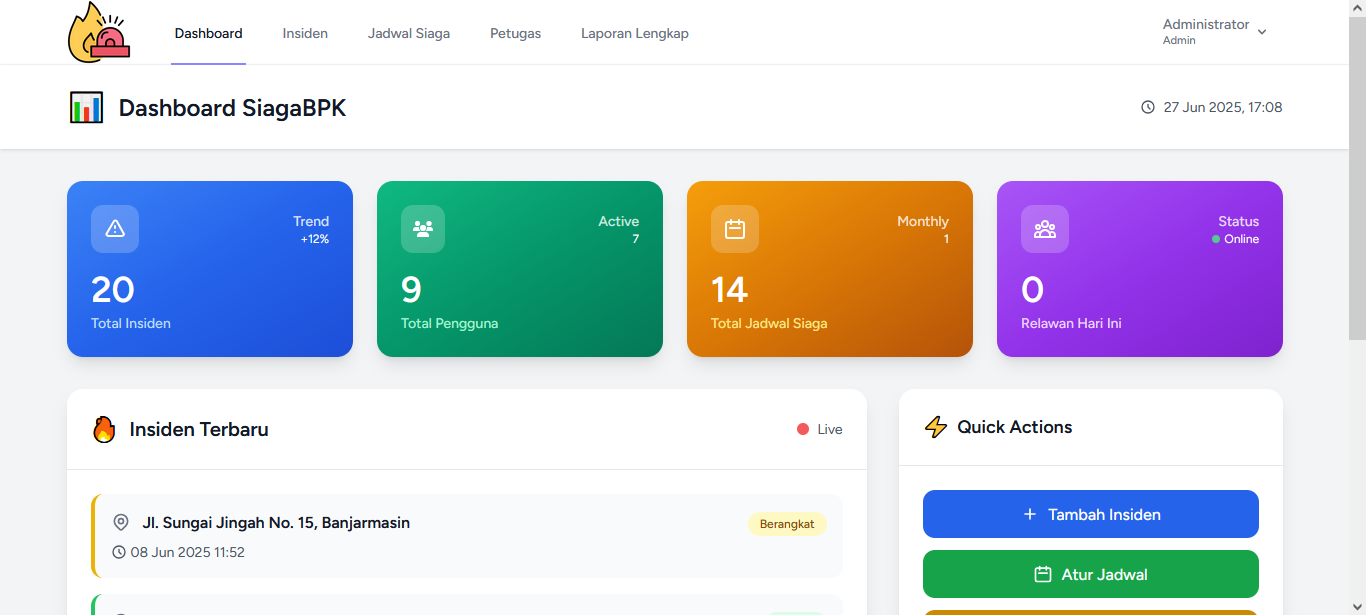 Dashboard
Insiden
Jadwal Siaga
Petugas
Laporan Lengkap
Administrator
Admin
Dashboard SiagaBPK
27 Jun 2025, 17:08
Trend
+12%
20
Total Insiden
Active
7
9
Total Pengguna
Monthly
1
14
Total Jadwal Siaga
Status
Online
0
Relawan Hari Ini
Insiden Terbaru
Live
Jl. Sungai Jingah No. 15, Banjarmasin
Berangkat
08 Jun 2025 11:52
Quick Actions
Tambah Insiden
Atur Jadwal